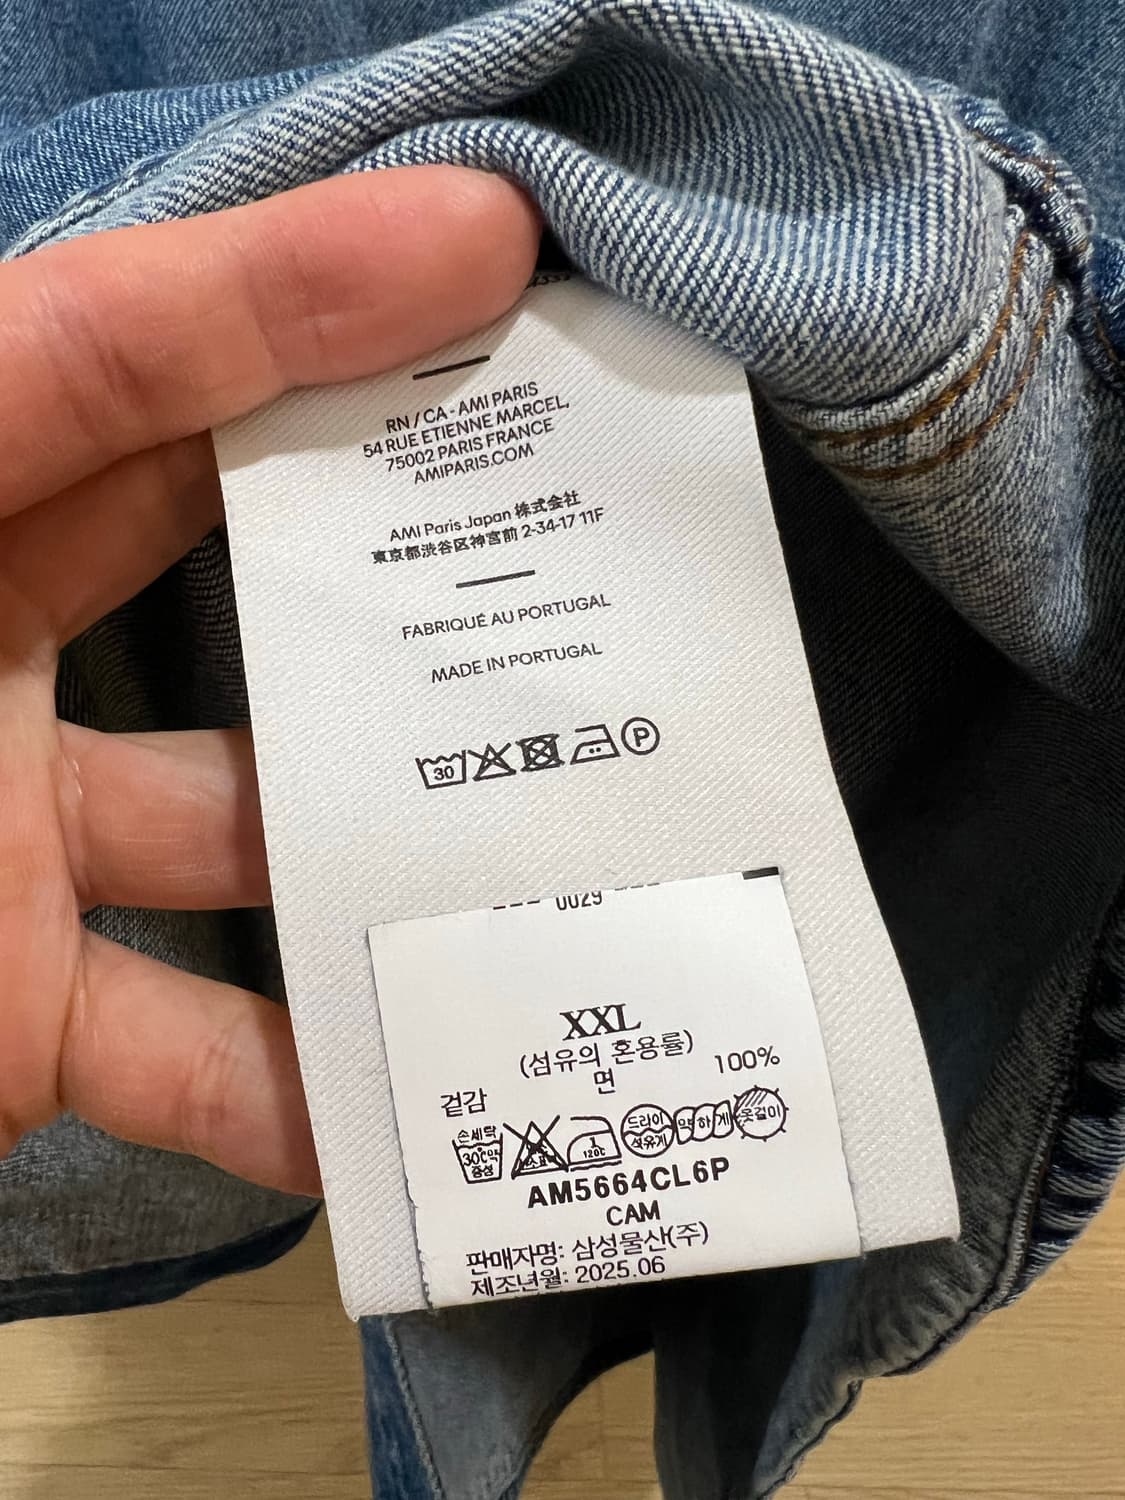 RN / CA - AMI PARIS
54 RUE ETIENNE MARCEL,
75002 PARIS FRANCE
AMIPARIS.COM
AMI Paris Japan 株式会社
東京都渋谷区神宮前 2-34-17 11F
FABRIQUÉ AU PORTUGAL
MADE IN PORTUGAL
30
P
0029
XXL
(섬유의 혼용률)
면 100%
겉감
손세탁
30℃약
중성
1
120℃
드라이
석유계
약하게
옷걸이
AM5664CL6P
CAM
판매자명: 삼성물산(주)
제조년월: 2025.06